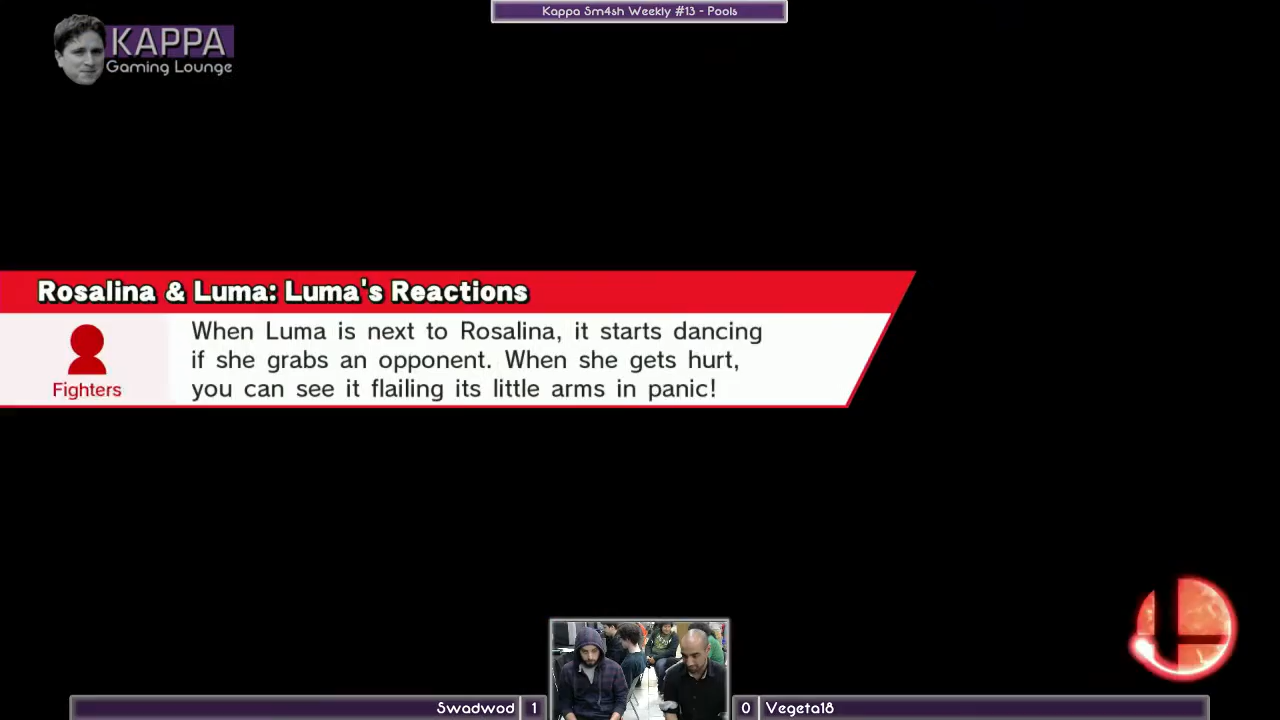 Kappa Sm4sh Weekly #13 - Pools
KAPPA
Gaming Lounge
Rosalina & Luma: Luma's Reactions
When Luma is next to Rosalina, it starts dancing
if she grabs an opponent. When she gets hurt,
you can see it flailing its little arms in panic!
Fighters
Swadwod 1
0 Vegeta18